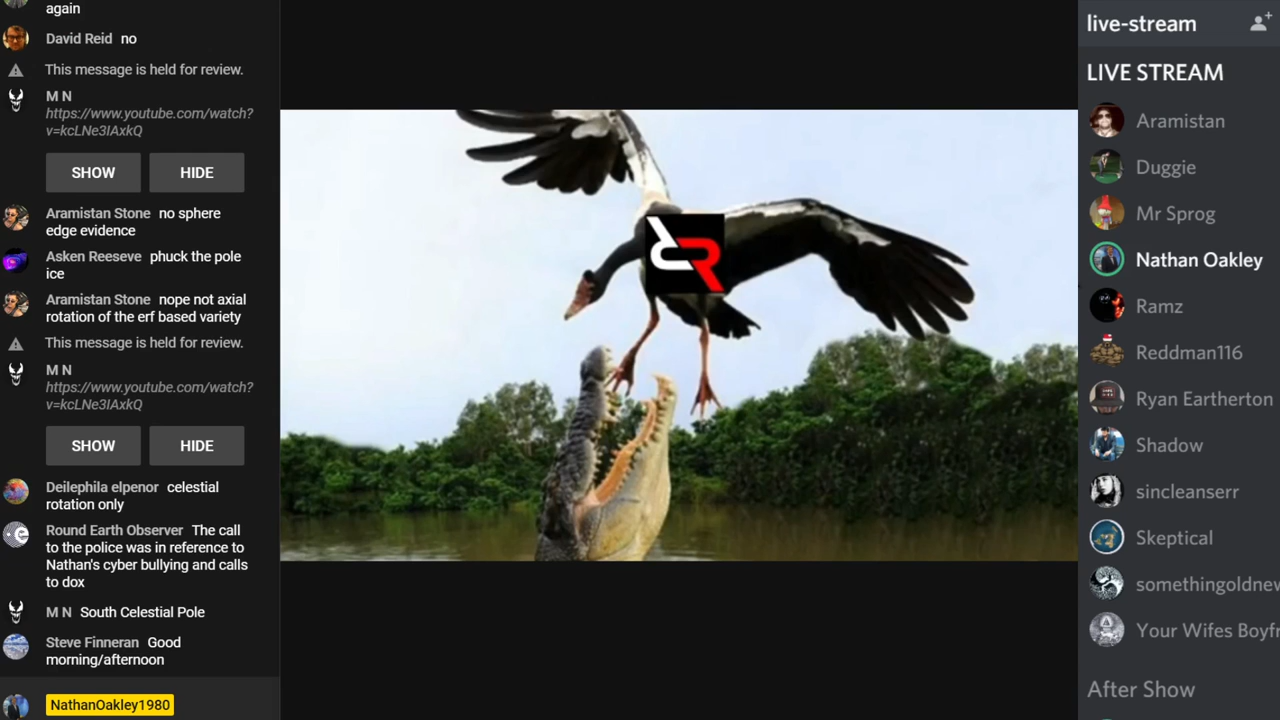 again
David Reid no
This message is held for review.
M N
https://www.youtube.com/watch?
v=kcLNe3IAxkQ
SHOW HIDE
Aramistan Stone no sphere
edge evidence
Asken Reeseve phuck the pole
ice
Aramistan Stone nope not axial
rotation of the erf based variety
This message is held for review.
M N
https://www.youtube.com/watch?
v=kcLNe3IAxkQ
SHOW HIDE
Deilephila elpenor celestial
rotation only
Round Earth Observer The call
to the police was in reference to
Nathan's cyber bullying and calls
to dox
M N South Celestial Pole
Steve Finneran Good
morning/afternoon
NathanOakley1980
R
live-stream
LIVE STREAM
Aramistan
Duggie
Mr Sprog
Nathan Oakley
Ramz
Reddman116
Ryan Eartherton
Shadow
sincleanserr
Skeptical
somethingoldnew
Your Wifes Boyfr
After Show